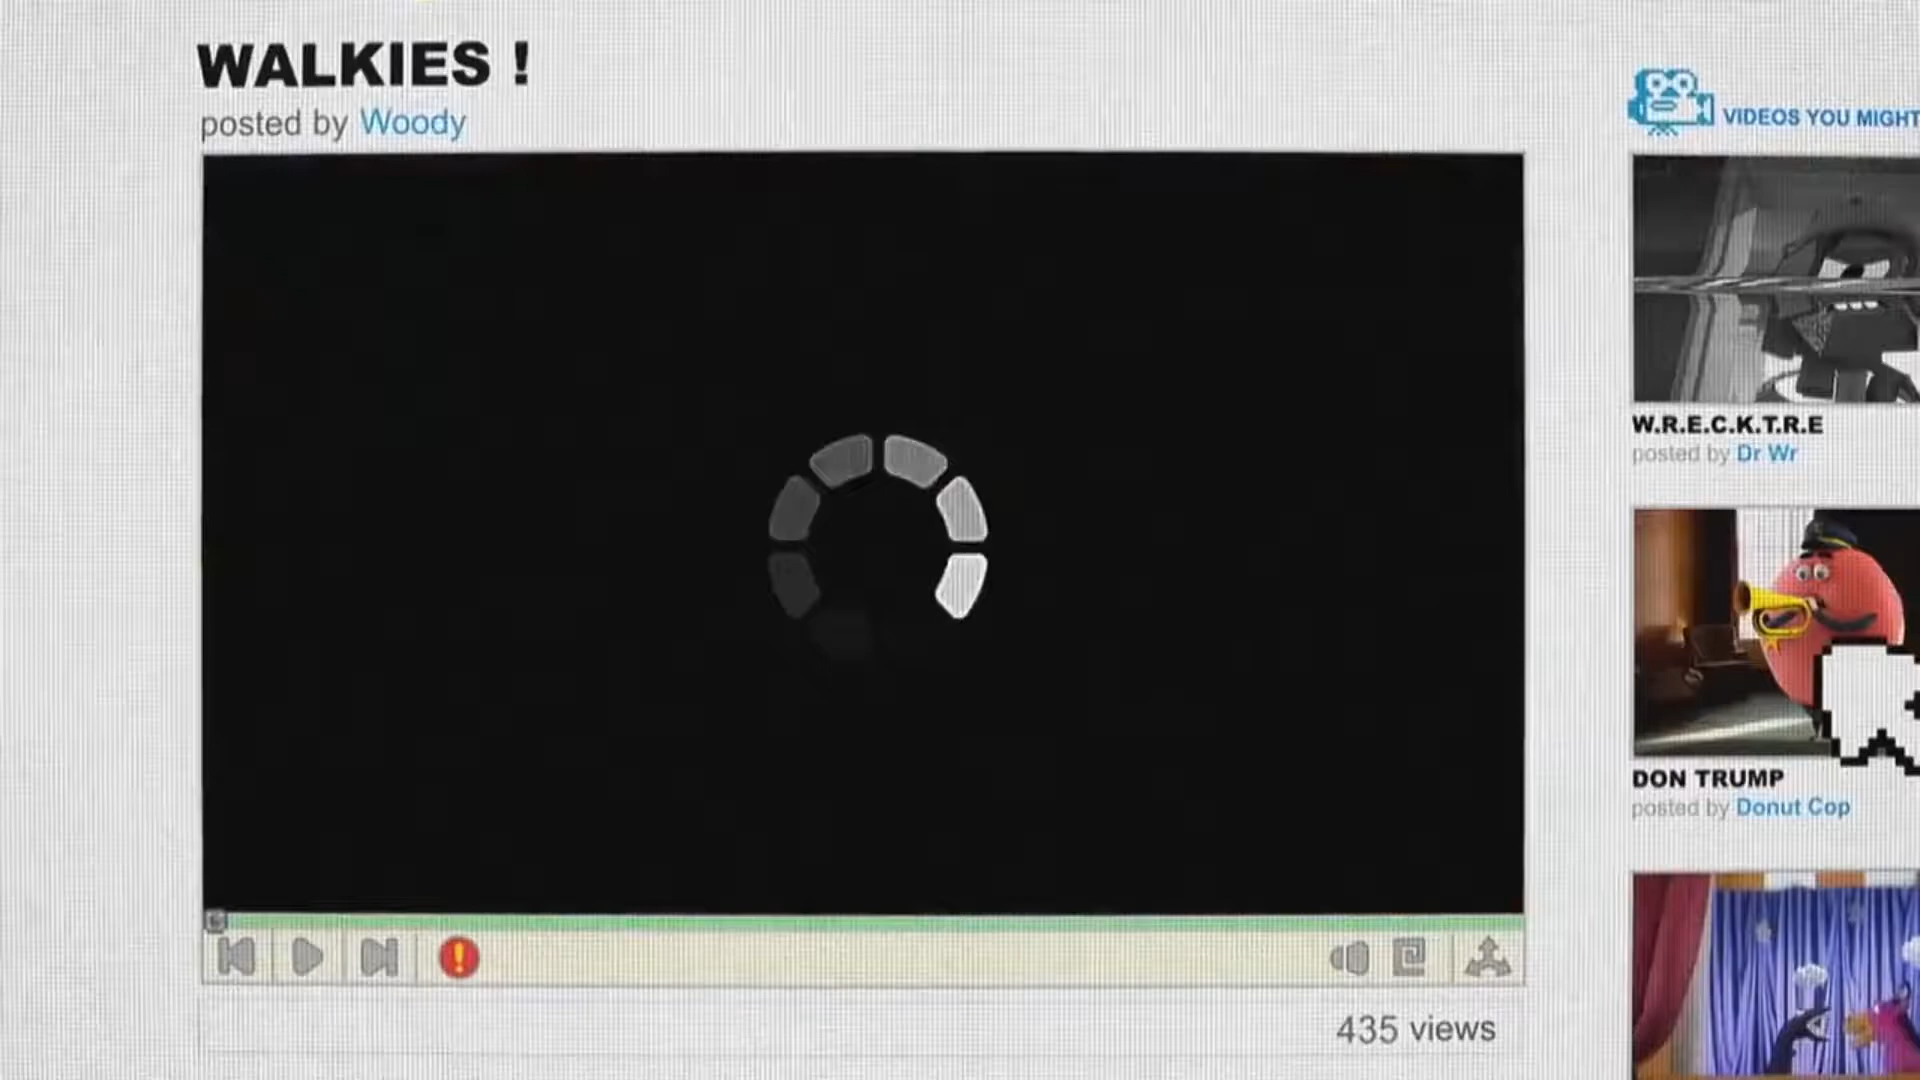 WALKIES !
posted by Woody
VIDEOS YOU MIGHT
W.R.E.C.K.T.R.E
posted by Dr Wr
DON TRUMP
posted by Donut Cop
435 views